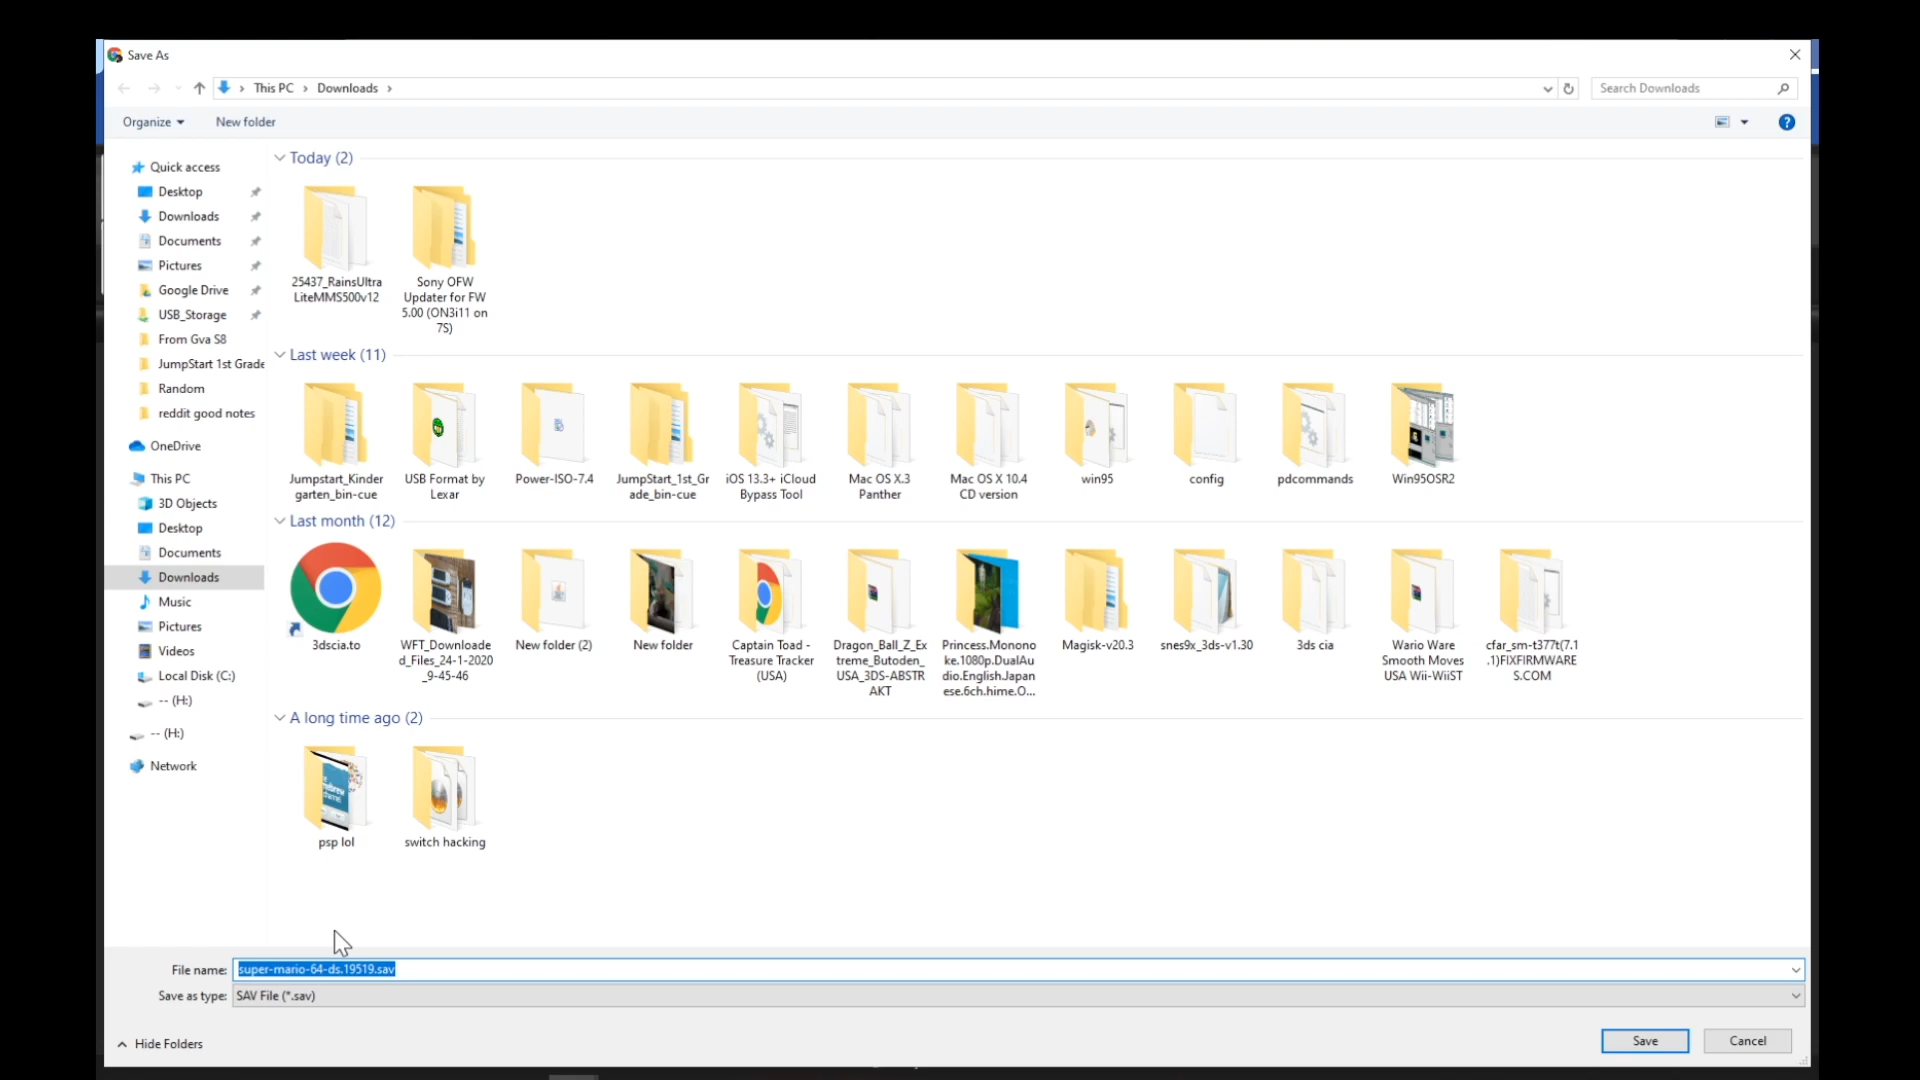 Save As
This PC
Downloads
Search Downloads
Organize
New folder
Quick access
Desktop
Downloads
Documents
Pictures
Google Drive
USB_Storage
From Gva S8
JumpStart 1st Grade
Random
reddit good notes
OneDrive
This PC
3D Objects
Desktop
Documents
Downloads
Music
Pictures
Videos
Local Disk (C:)
-- (H:)
-- (H:)
Network
Today (2)
25437_RainsUltra
LiteMMS500v12
Sony OFW
Updater for FW
5.00 (ON3i11 on
7S)
Last week (11)
Jumpstart_Kinder
garten_bin-cue
USB Format by
Lexar
Power-ISO-7.4
JumpStart_1st_Gr
ade_bin-cue
iOS 13.3+ iCloud
Bypass Tool
Mac OS X.3
Panther
Mac OS X 10.4
CD version
win95
config
pdcommands
Win95OSR2
Last month (12)
3dscia.to
WFT_Downloade
d_Files_24-1-2020
_9-45-46
New folder (2)
New folder
Captain Toad -
Treasure Tracker
(USA)
Dragon_Ball_Z_Ex
treme_Butoden_
USA_3DS-ABSTR
AKT
Princess.Monono
ke.1080p.DualAu
dio.English.Japan
ese.6ch.hime.O...
Magisk-v20.3
snes9x_3ds-v1.30
3ds cia
Wario Ware
Smooth Moves
USA Wii-WiiST
cfar_sm-t377t(7.1
.1)FIXFIRMWARE
S.COM
A long time ago (2)
psp lol
switch hacking
File name: super-mario-64-ds.19519.sav
Save as type: SAV File (*.sav)
Hide Folders
Save
Cancel